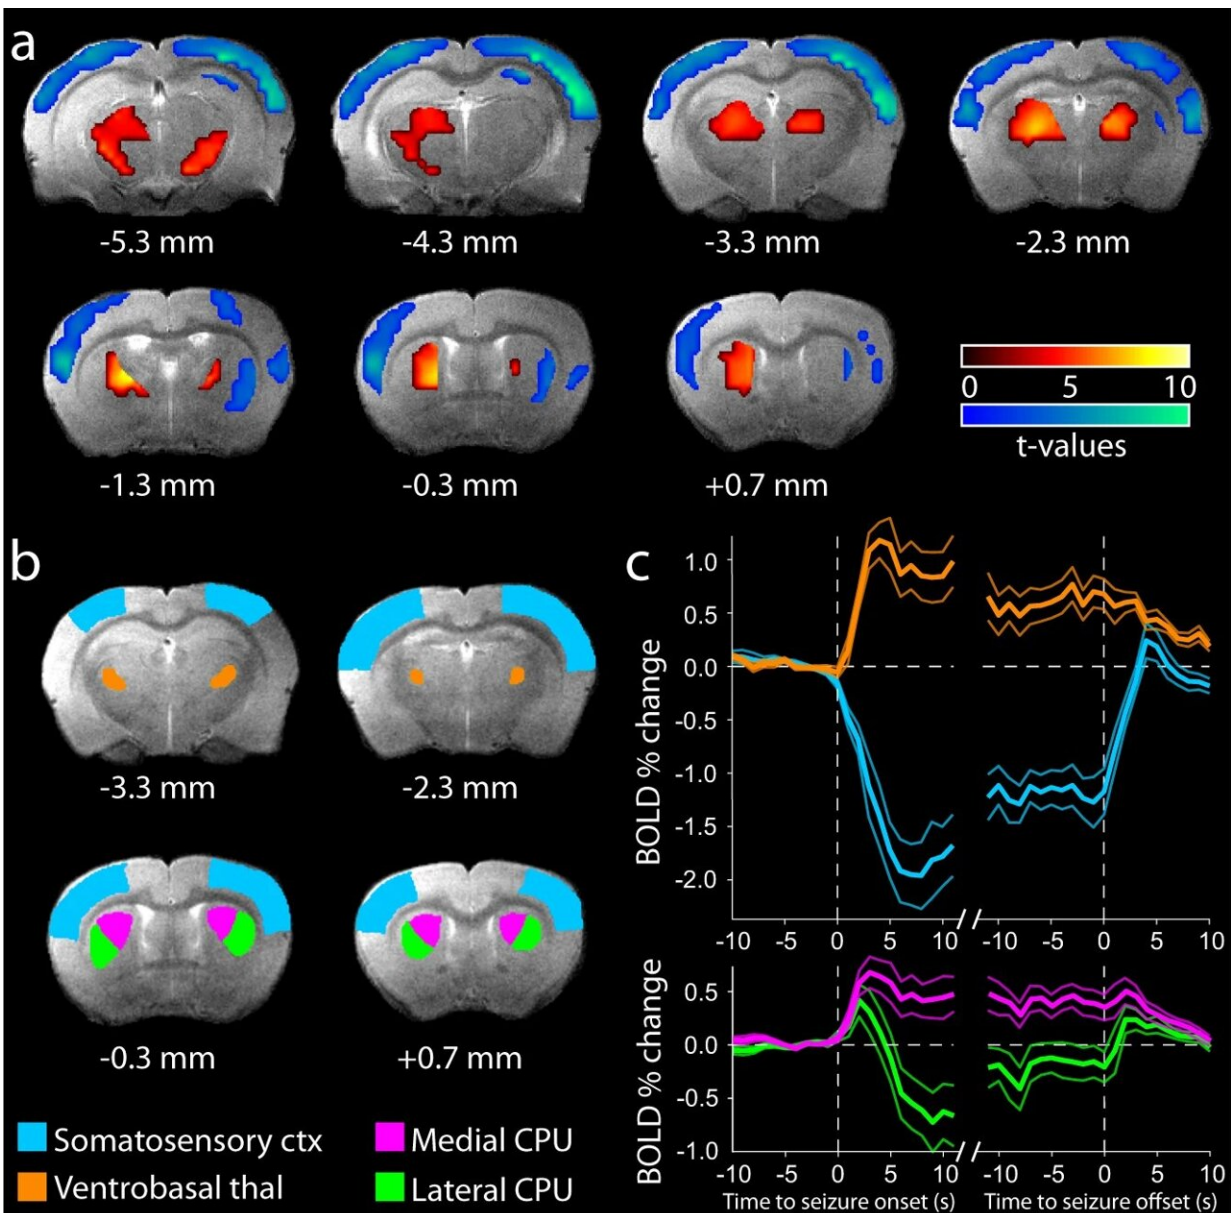 a
-5.3 mm
-4.3 mm
-3.3 mm
-2.3 mm
-1.3 mm
-0.3 mm
+0.7 mm
0 5 10
t-values
b
-3.3 mm
-2.3 mm
-0.3 mm
+0.7 mm
Somatosensory ctx
Medial CPU
Ventrobasal thal
Lateral CPU
c
BOLD % change
1.0
0.5
0.0
-0.5
-1.0
-1.5
-2.0
-10 -5 0 5 10
-10 -5 0 5 10
BOLD % change
0.5
0.0
-0.5
-1.0
-10 -5 0 5 10
-10 -5 0 5 10
Time to seizure onset (s)
Time to seizure offset (s)